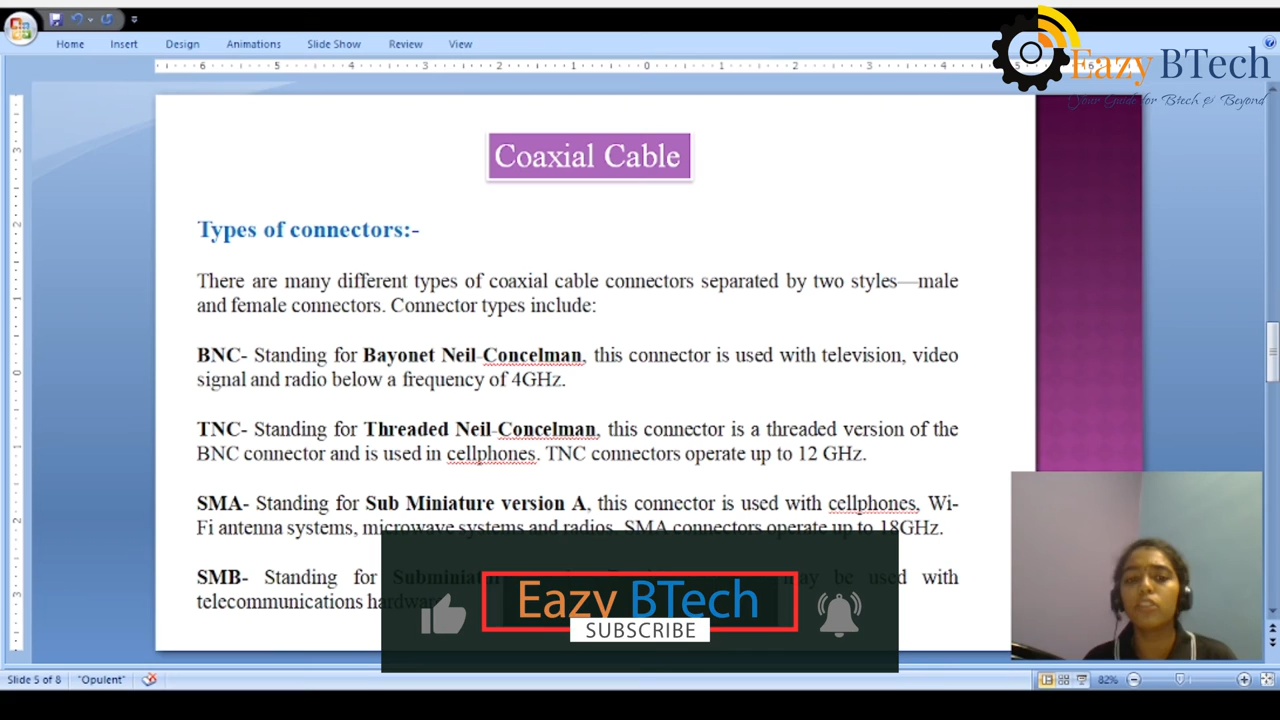 Home Insert Design Animations Slide Show Review View
Eazy BTech
Your Guide for Btech & Beyond
Coaxial Cable
Types of connectors:-
There are many different types of coaxial cable connectors separated by two styles—male
and female connectors. Connector types include:
BNC- Standing for Bayonet Neil-Concelman, this connector is used with television, video
signal and radio below a frequency of 4GHz.
TNC- Standing for Threaded Neil-Concelman, this connector is a threaded version of the
BNC connector and is used in cellphones. TNC connectors operate up to 12 GHz.
SMA- Standing for Sub Miniature version A, this connector is used with cellphones, Wi-
Fi antenna systems, microwave systems and radios. SMA connectors operate up to 18GHz.
SMB- Standing for may be used with
telecommunications hardware
Eazy BTech
SUBSCRIBE
Slide 5 of 8 "Opulent" 82%